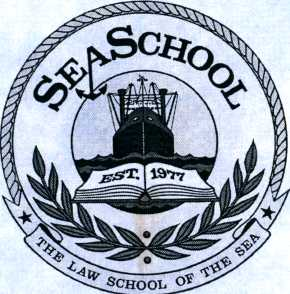 SEASCHOOL
EST. 1977
THE LAW SCHOOL OF THE SEA